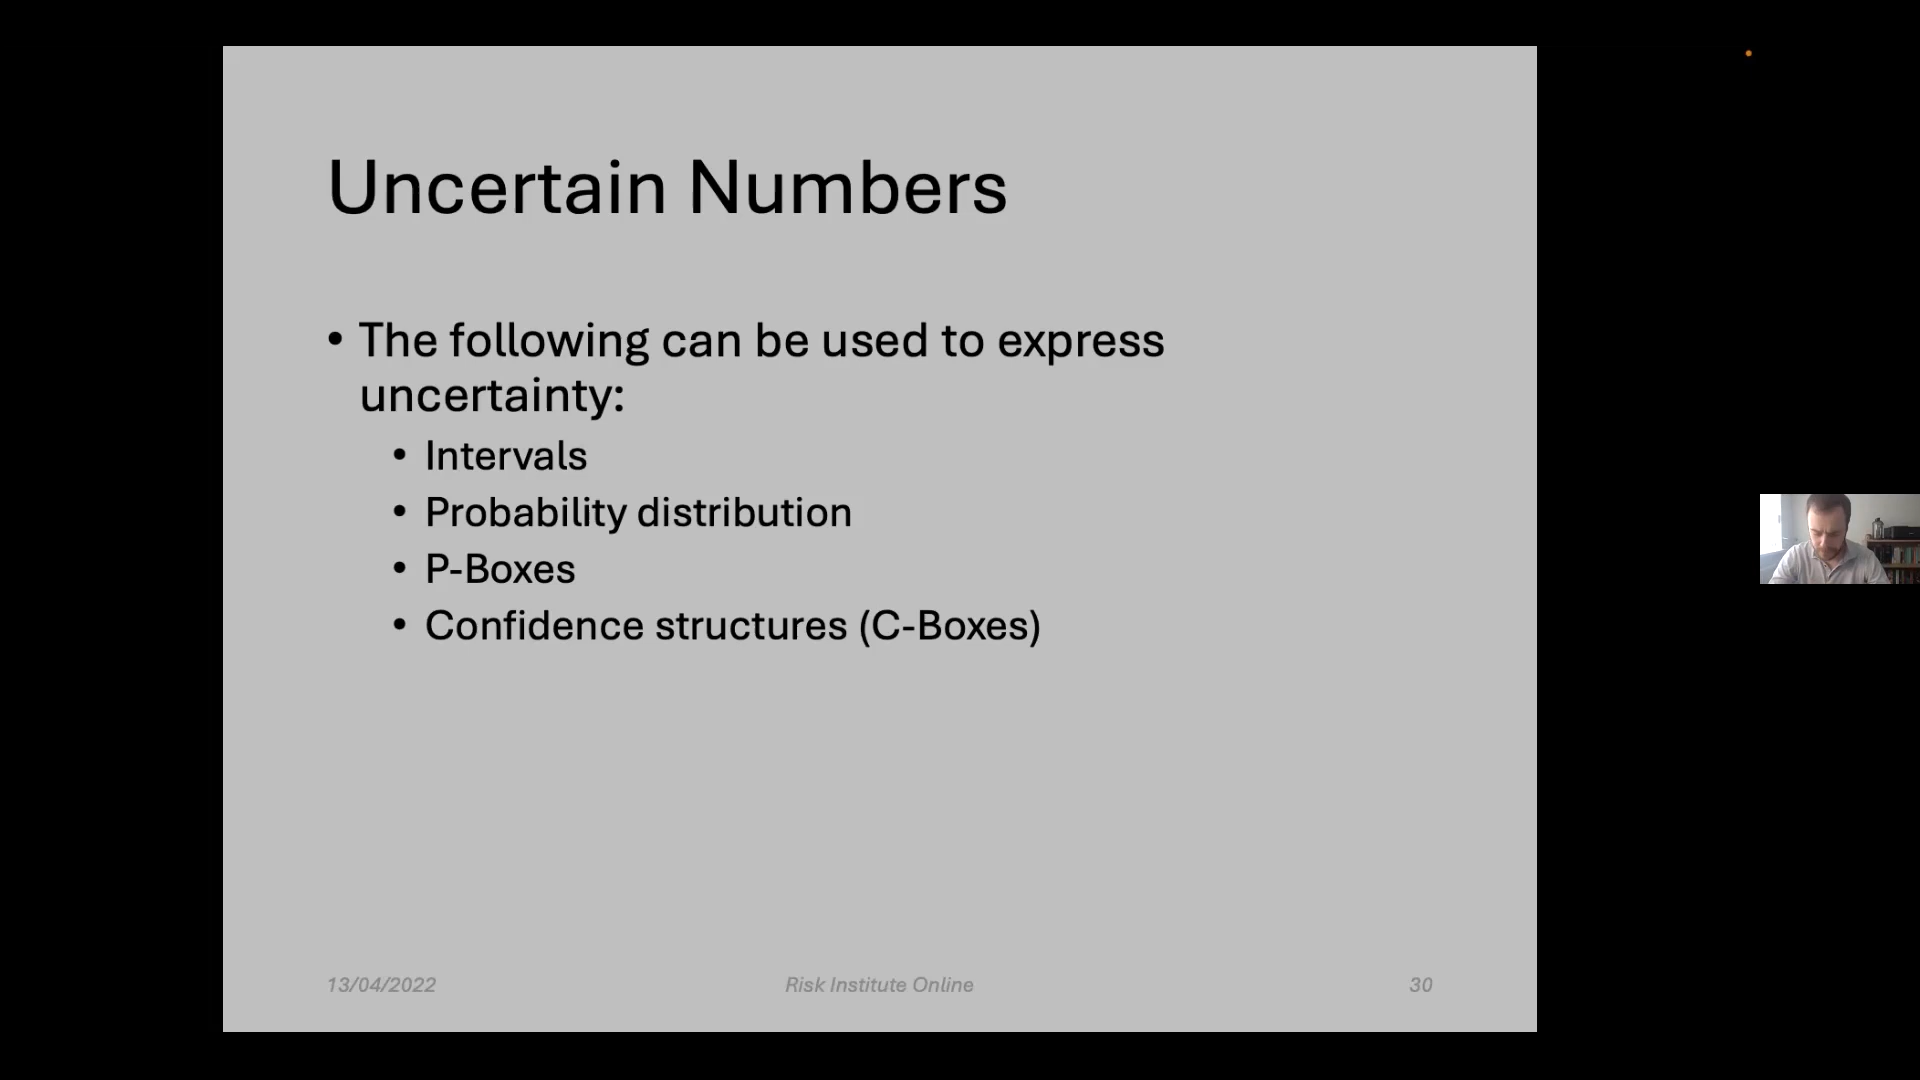 Uncertain Numbers
• The following can be used to express
uncertainty:
• Intervals
• Probability distribution
• P-Boxes
• Confidence structures (C-Boxes)
13/04/2022
Risk Institute Online
30